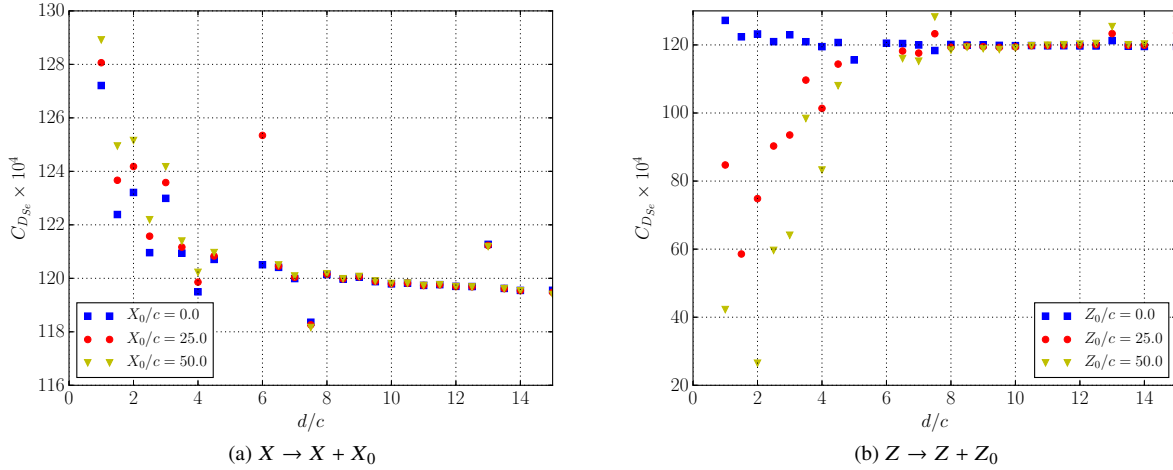 130
128
126
124
122
120
118
116
C_{D_{Se}} × 10^4
0 2 4 6 8 10 12 14
d/c
X_0/c = 0.0
X_0/c = 25.0
X_0/c = 50.0
(a) X → X + X_0
120
100
80
60
40
20
C_{D_{Se}} × 10^4
0 2 4 6 8 10 12 14
d/c
Z_0/c = 0.0
Z_0/c = 25.0
Z_0/c = 50.0
(b) Z → Z + Z_0